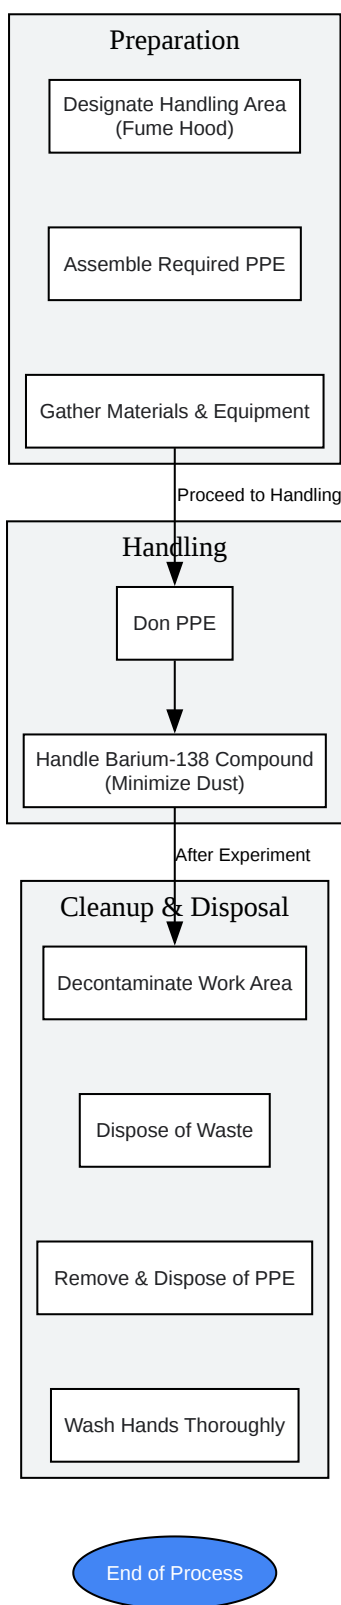 Preparation
Designate Handling Area
(Fume Hood)
Assemble Required PPE
Gather Materials & Equipment
Proceed to Handling
Handling
Don PPE
Handle Barium-138 Compound
(Minimize Dust)
After Experiment
Cleanup & Disposal
Decontaminate Work Area
Dispose of Waste
Remove & Dispose of PPE
Wash Hands Thoroughly
End of Process